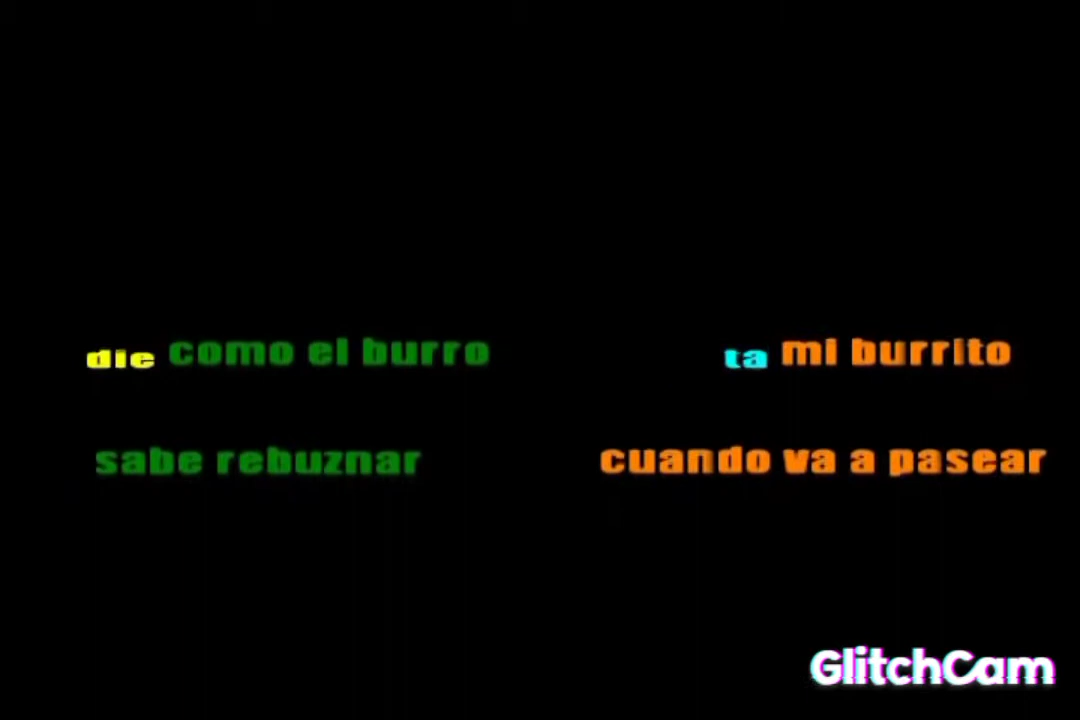 die como el burro
sabe rebuznar
ta mi burrito
cuando va a pasear
GlitchCam